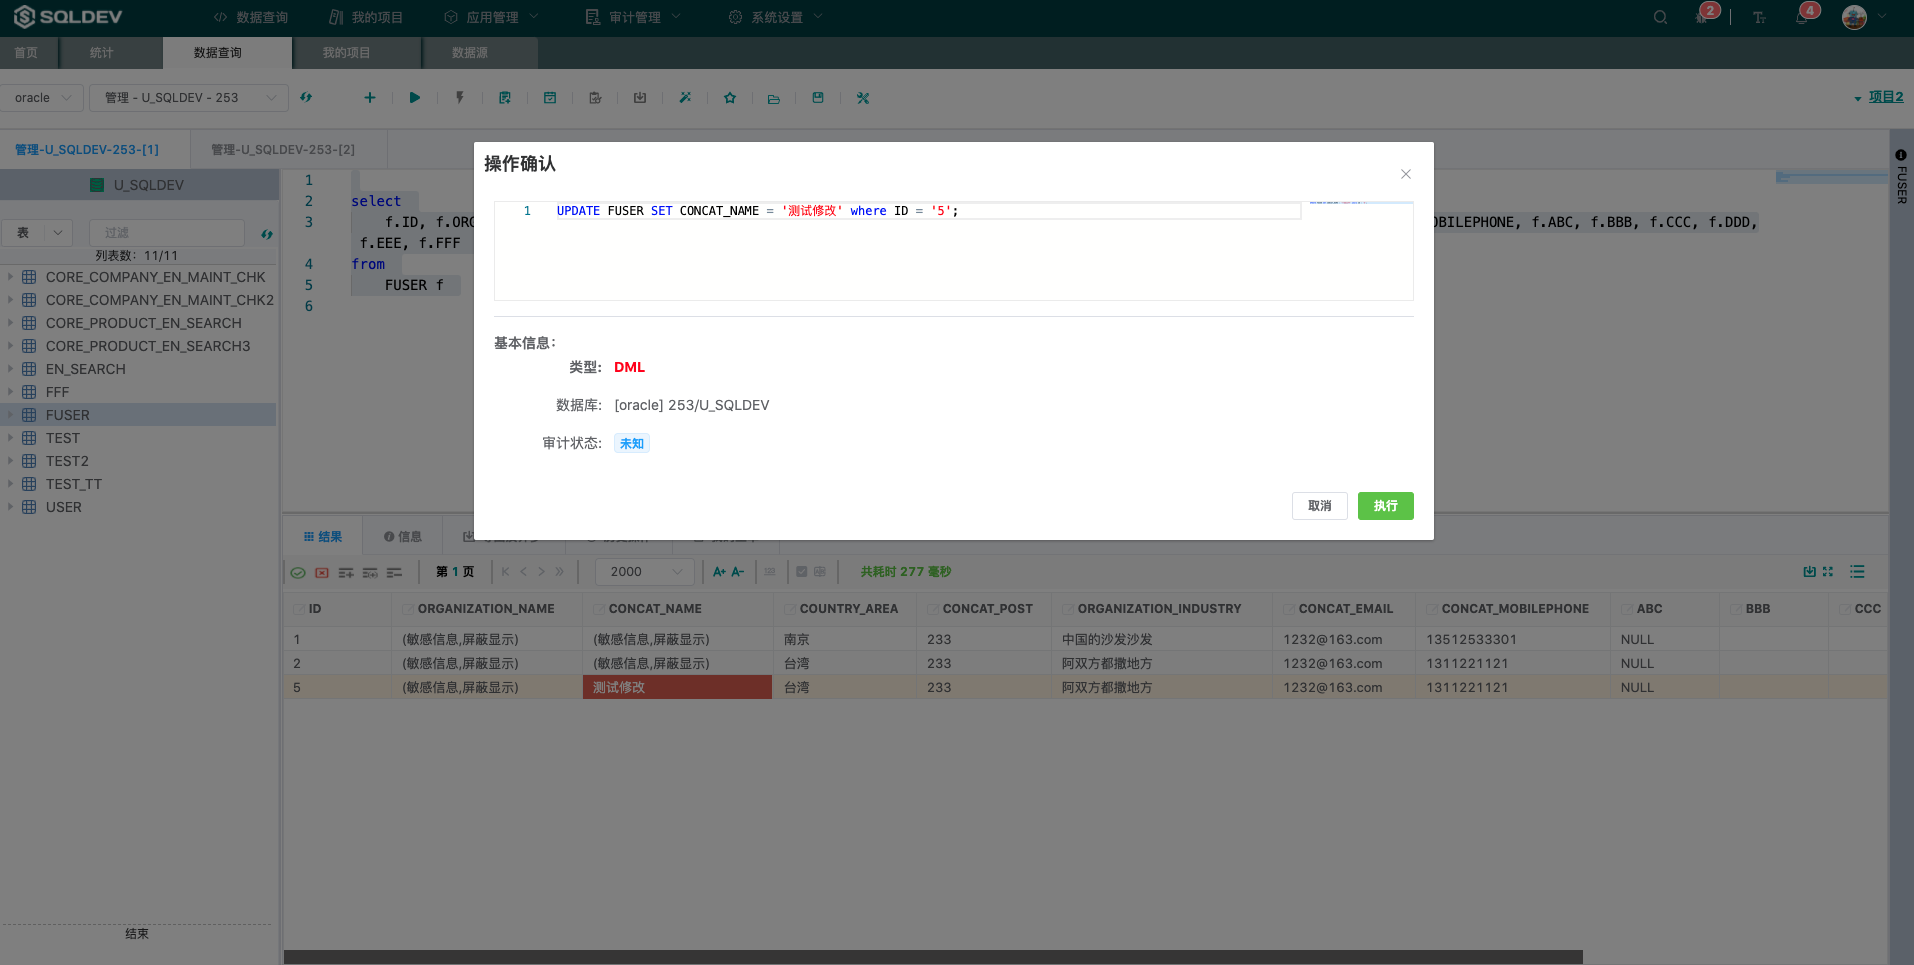 SQLDEV
数据查询
我的项目
应用管理
审计管理
系统设置
2
4
首页
统计
数据查询
我的项目
数据源
oracle
管理 - U_SQLDEV - 253
项目2
管理-U_SQLDEV-253-[1]
管理-U_SQLDEV-253-[2]
U_SQLDEV
表
过滤
列表数：11/11
CORE_COMPANY_EN_MAINT_CHK
CORE_COMPANY_EN_MAINT_CHK2
CORE_PRODUCT_EN_SEARCH
CORE_PRODUCT_EN_SEARCH3
EN_SEARCH
FFF
FUSER
TEST
TEST2
TEST_TT
USER
结束
1
2 select
3 f.ID, f.ORG
OBILEPHONE, f.ABC, f.BBB, f.CCC, f.DDD,
f.EEE, f.FFF
4 from
5 FUSER f
6
FUSER
操作确认
1 UPDATE FUSER SET CONCAT_NAME = '测试修改' where ID = '5';
基本信息：
类型: DML
数据库: [oracle] 253/U_SQLDEV
审计状态: 未知
取消
执行
结果
信息
第 1 页
2000
A+ A-
共耗时 277 毫秒
ID ORGANIZATION_NAME CONCAT_NAME COUNTRY_AREA CONCAT_POST ORGANIZATION_INDUSTRY CONCAT_EMAIL CONCAT_MOBILEPHONE ABC BBB CCC
1 (敏感信息,屏蔽显示) (敏感信息,屏蔽显示) 南京 233 中国的沙发沙发 1232@163.com 13512533301 NULL
2 (敏感信息,屏蔽显示) (敏感信息,屏蔽显示) 台湾 233 阿双方都撒地方 1232@163.com 1311221121 NULL
5 (敏感信息,屏蔽显示) 测试修改 台湾 233 阿双方都撒地方 1232@163.com 1311221121 NULL